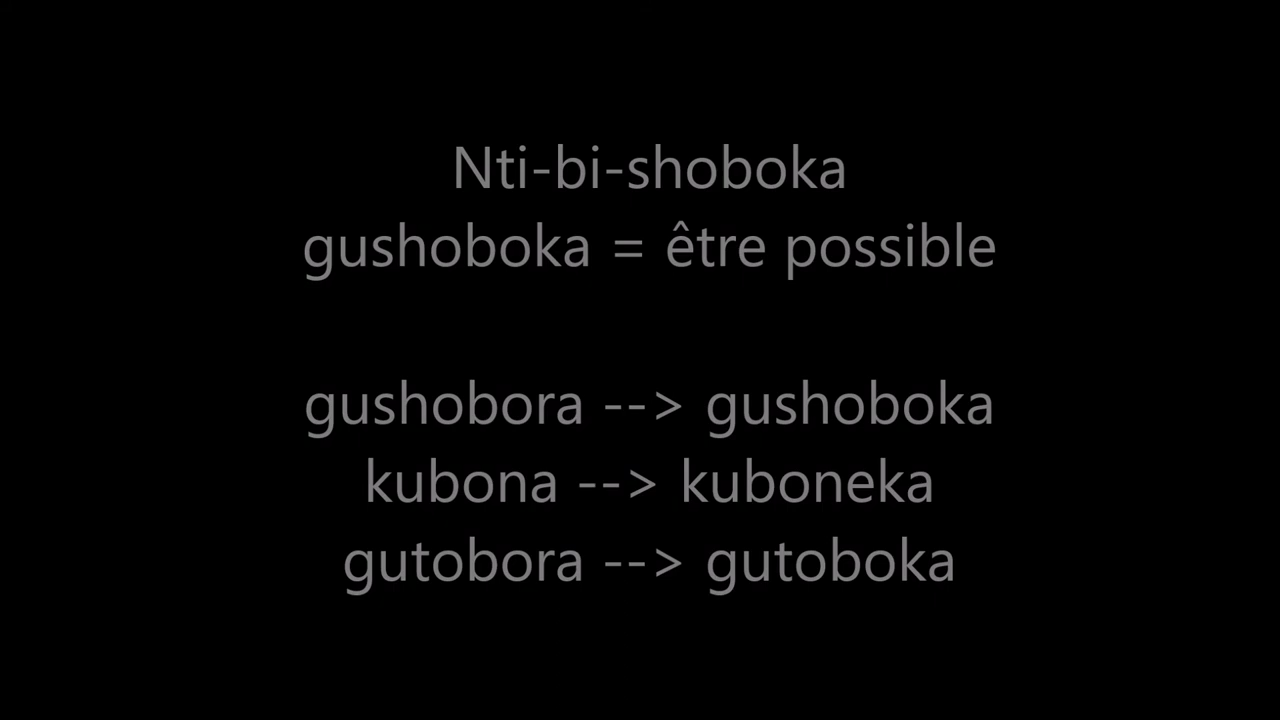 Nti-bi-shoboka
gushoboka = être possible
gushobora --> gushoboka
kubona --> kuboneka
gutobora --> gutoboka